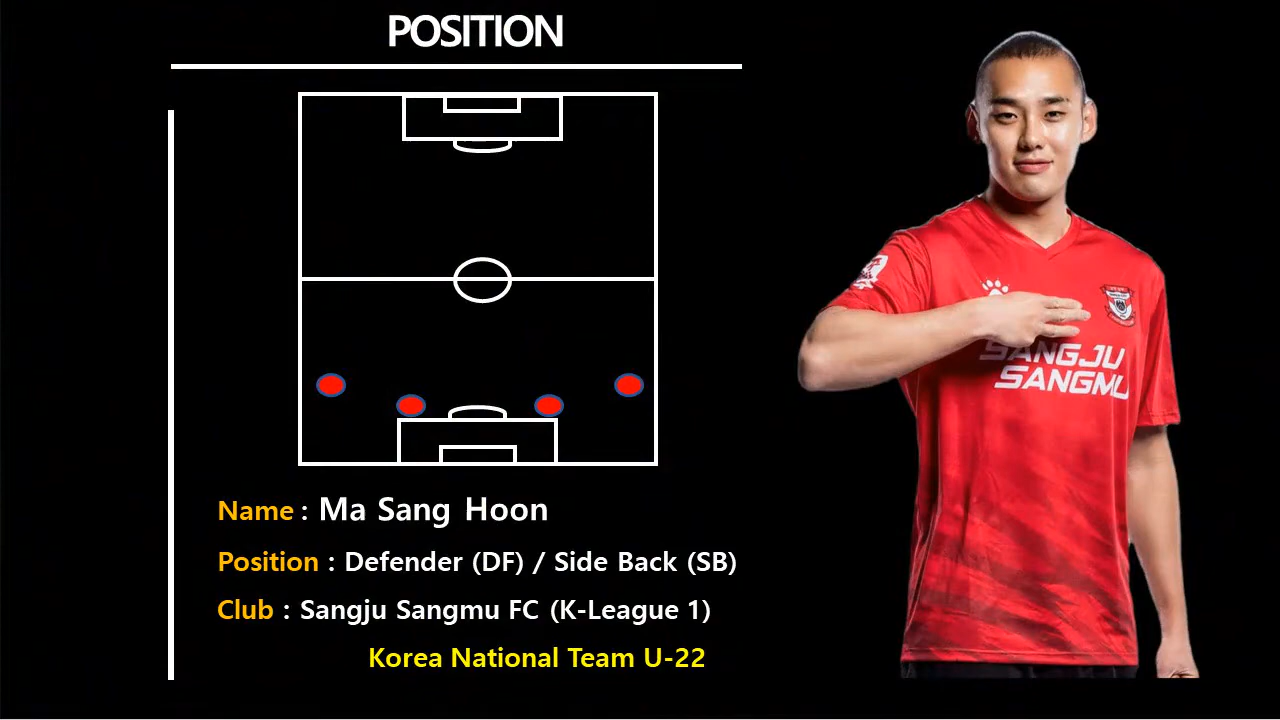 POSITION
Name : Ma Sang Hoon
Position : Defender (DF) / Side Back (SB)
Club : Sangju Sangmu FC (K-League 1)
Korea National Team U-22
SANGJU
SANGMU